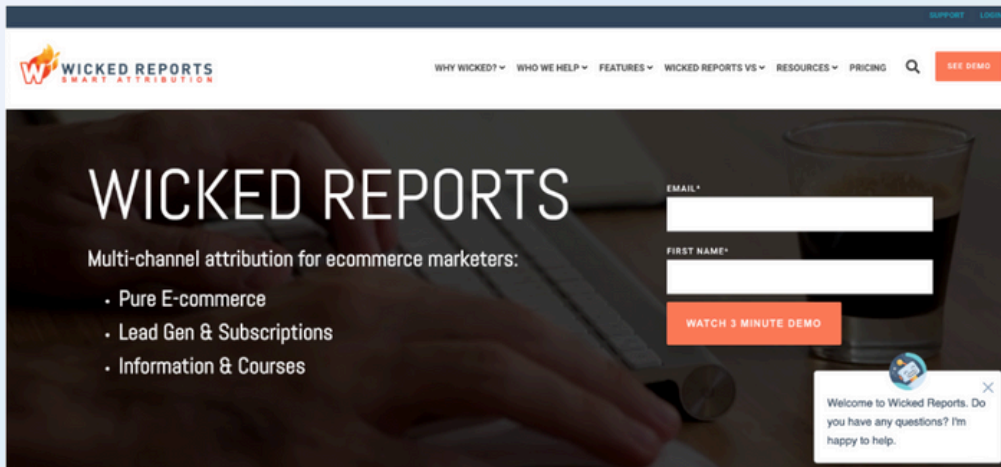 SUPPORT LOGIN
WICKED REPORTS
SMART ATTRIBUTION
WHY WICKED? WHO WE HELP FEATURES WICKED REPORTS VS RESOURCES PRICING SEE DEMO
WICKED REPORTS
Multi-channel attribution for ecommerce marketers:
• Pure E-commerce
• Lead Gen & Subscriptions
• Information & Courses
EMAIL*
FIRST NAME*
WATCH 3 MINUTE DEMO
Welcome to Wicked Reports. Do
you have any questions? I'm
happy to help.